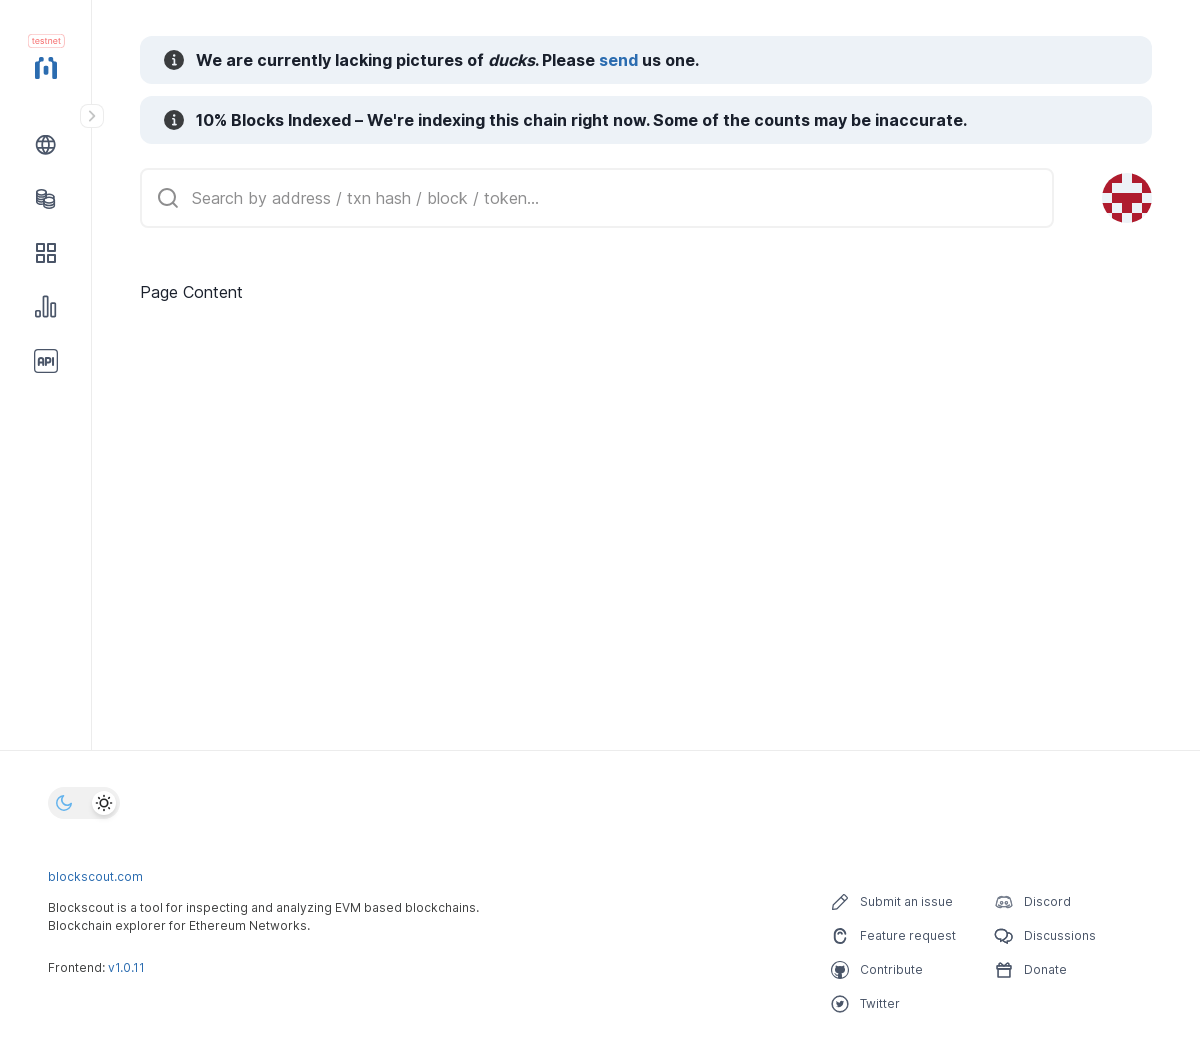 testnet
We are currently lacking pictures of ducks. Please send us one.
10% Blocks Indexed – We're indexing this chain right now. Some of the counts may be inaccurate.
Search by address / txn hash / block / token...
Page Content
API
blockscout.com
Blockscout is a tool for inspecting and analyzing EVM based blockchains.
Blockchain explorer for Ethereum Networks.
Frontend: v1.0.11
Submit an issue
Discord
Feature request
Discussions
Contribute
Donate
Twitter